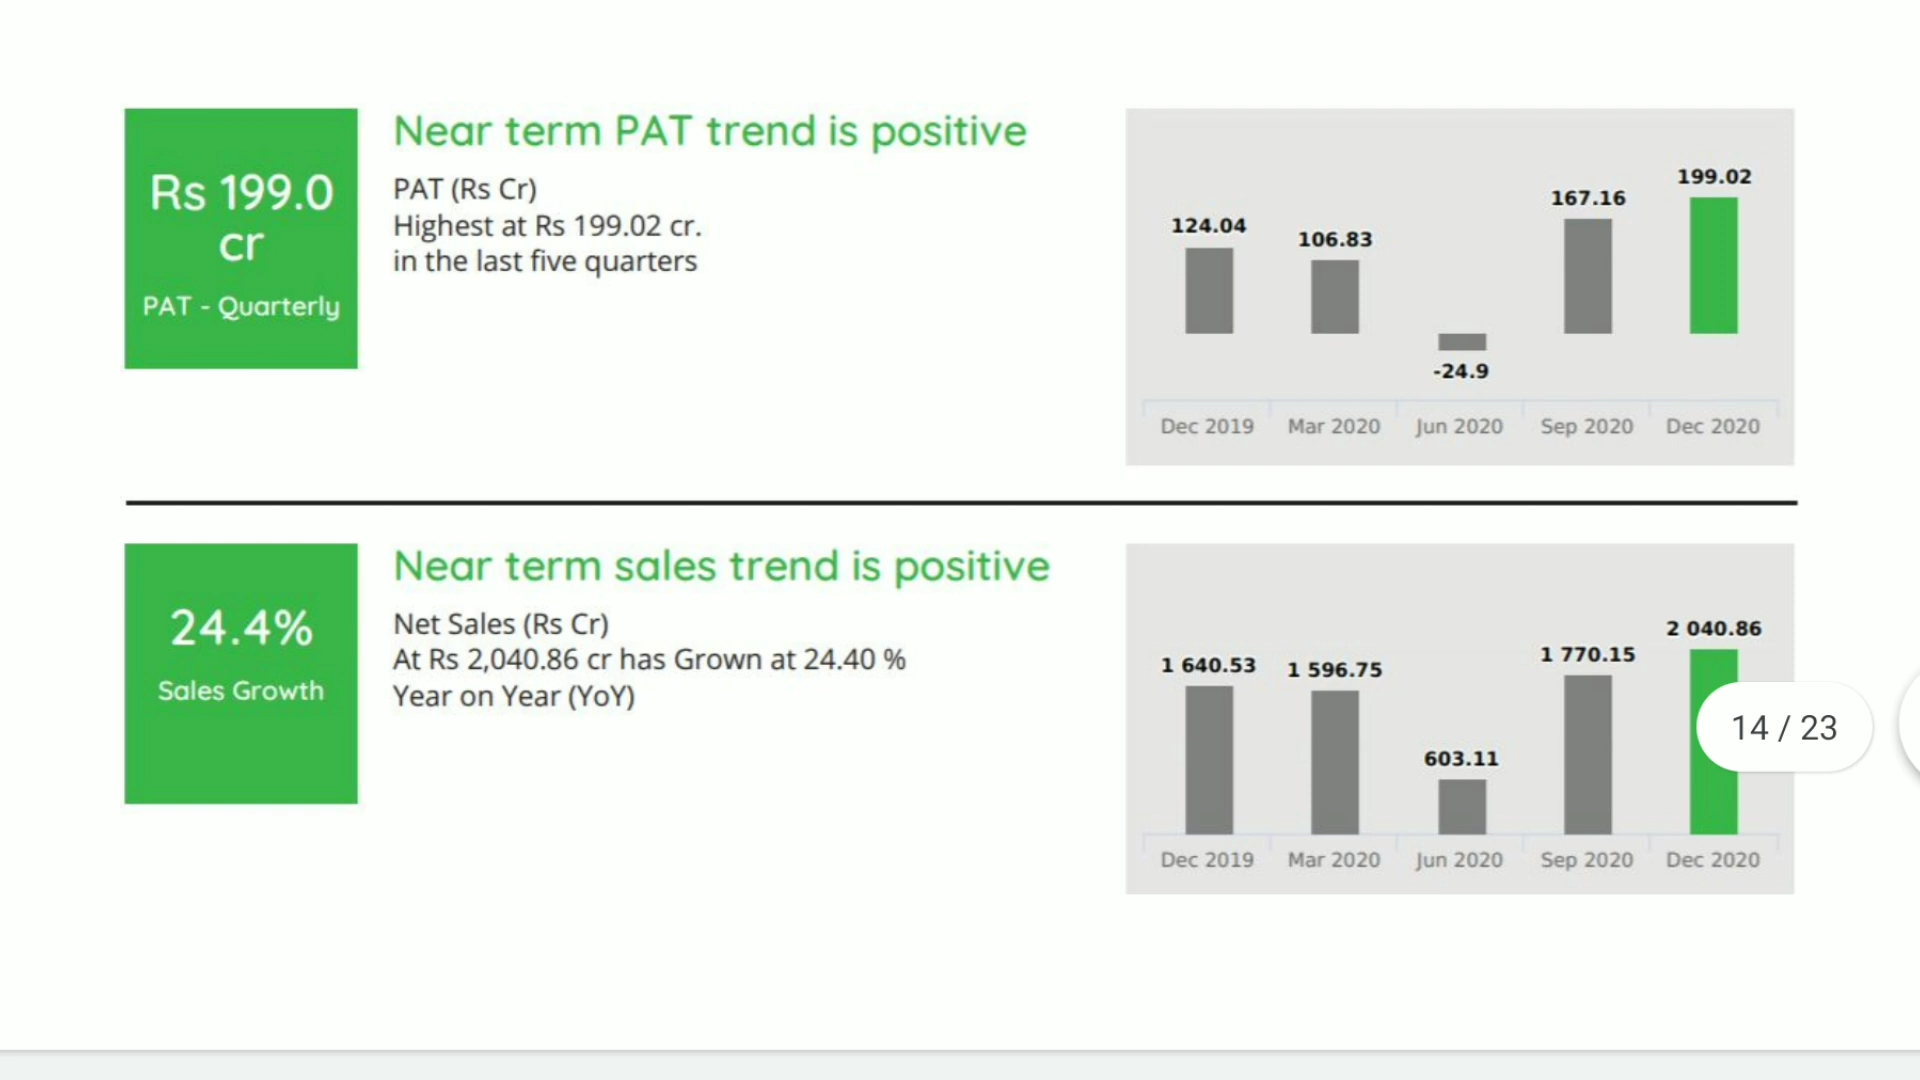 Rs 199.0
cr
PAT - Quarterly
Near term PAT trend is positive
PAT (Rs Cr)
Highest at Rs 199.02 cr.
in the last five quarters
124.04
106.83
-24.9
167.16
199.02
Dec 2019
Mar 2020
Jun 2020
Sep 2020
Dec 2020
24.4%
Sales Growth
Near term sales trend is positive
Net Sales (Rs Cr)
At Rs 2,040.86 cr has Grown at 24.40 %
Year on Year (YoY)
1 640.53
1 596.75
603.11
1 770.15
2 040.86
Dec 2019
Mar 2020
Jun 2020
Sep 2020
Dec 2020
14 / 23